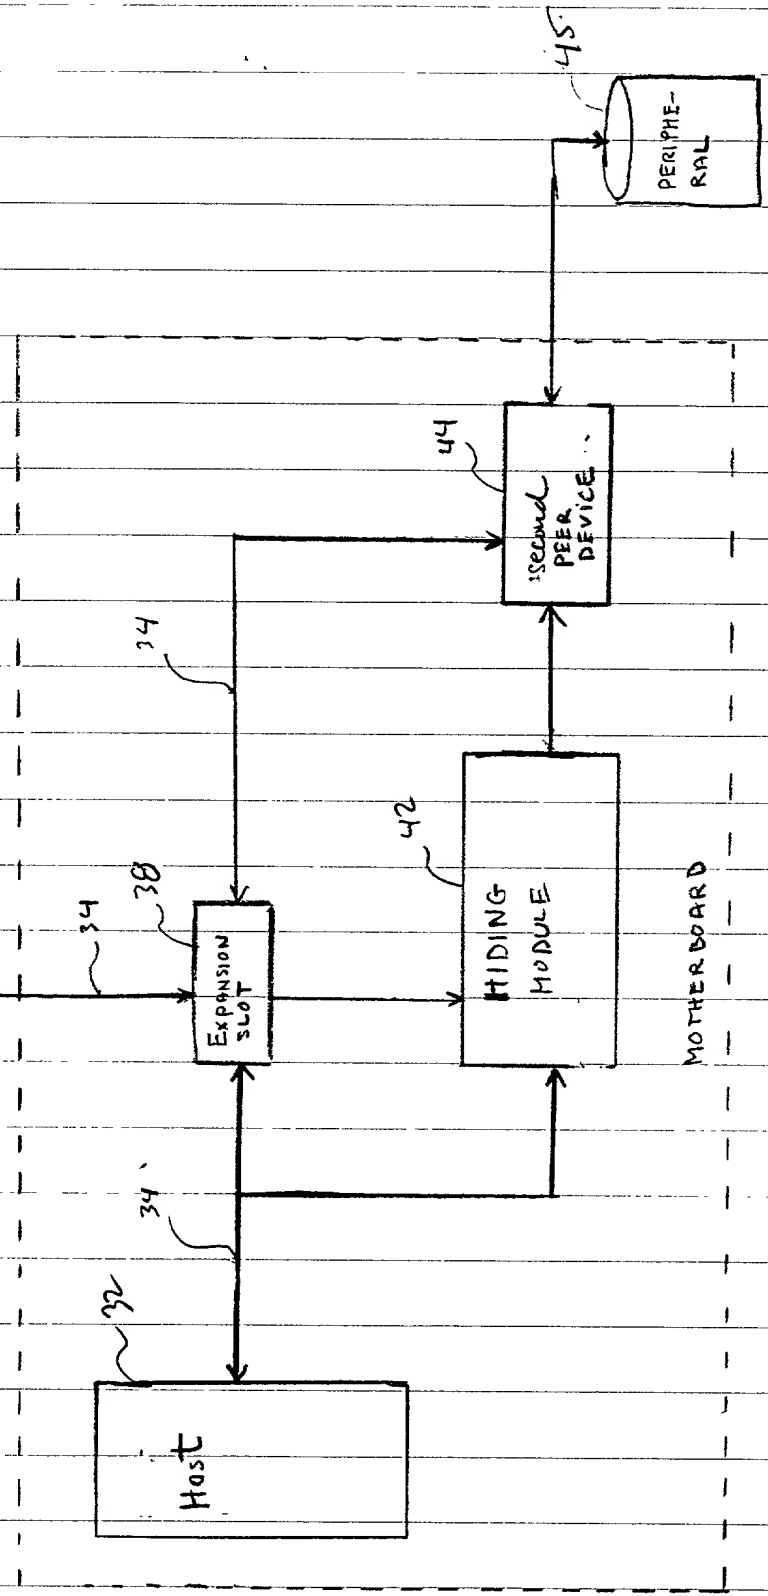 Host
32
34
34
EXPANSION
SLOT
38
34
HIDING
MODULE
42
second
PEER
DEVICE
44
PERIPHE-
RAL
45
MOTHERBOARD